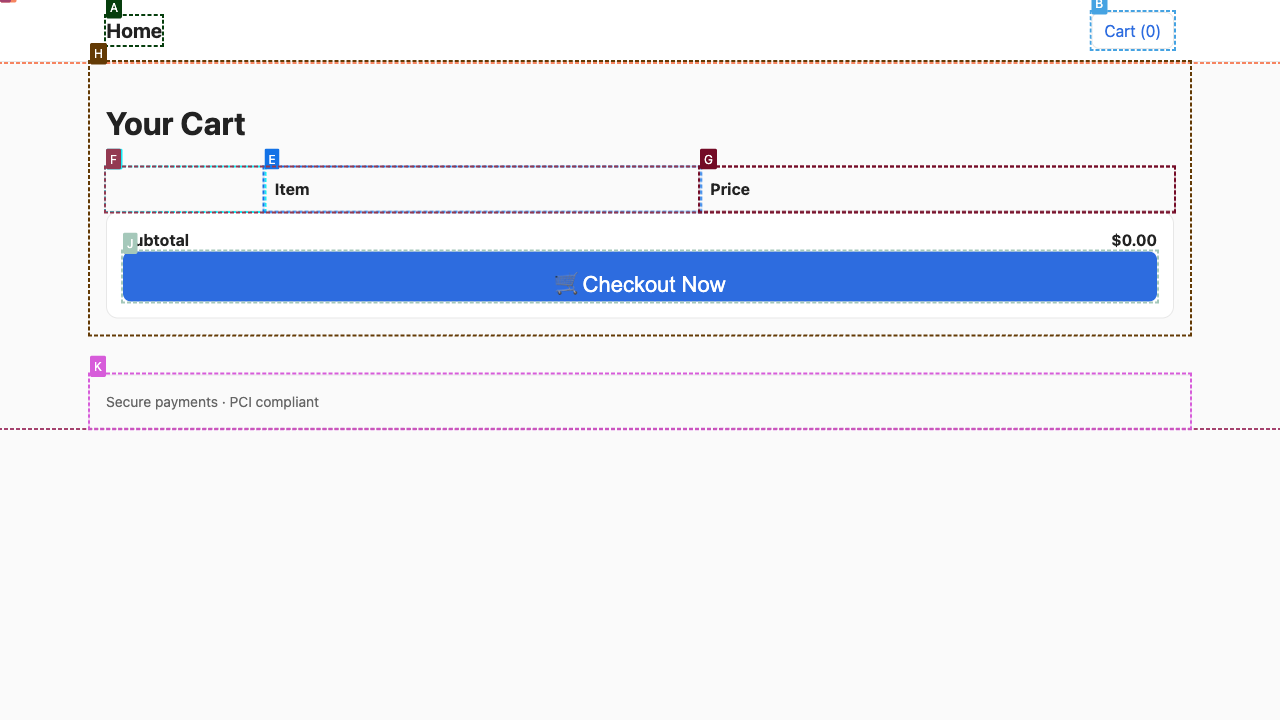 A
B
Home
Cart (0)
H
Your Cart
F
E
G
Item
Price
J
ubtotal
$0.00
🛒Checkout Now
K
Secure payments · PCI compliant